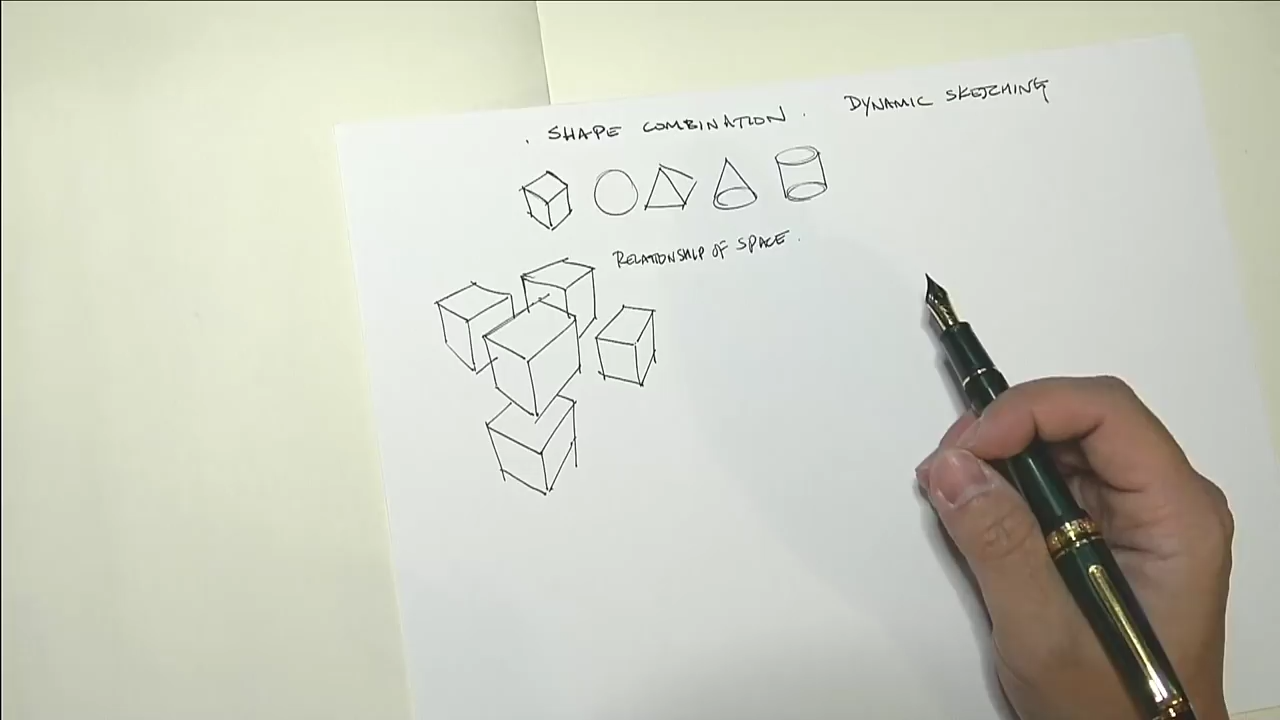 . SHAPE COMBINATION .
DYNAMIC SKETCHING
RELATIONSHIP OF SPACE .